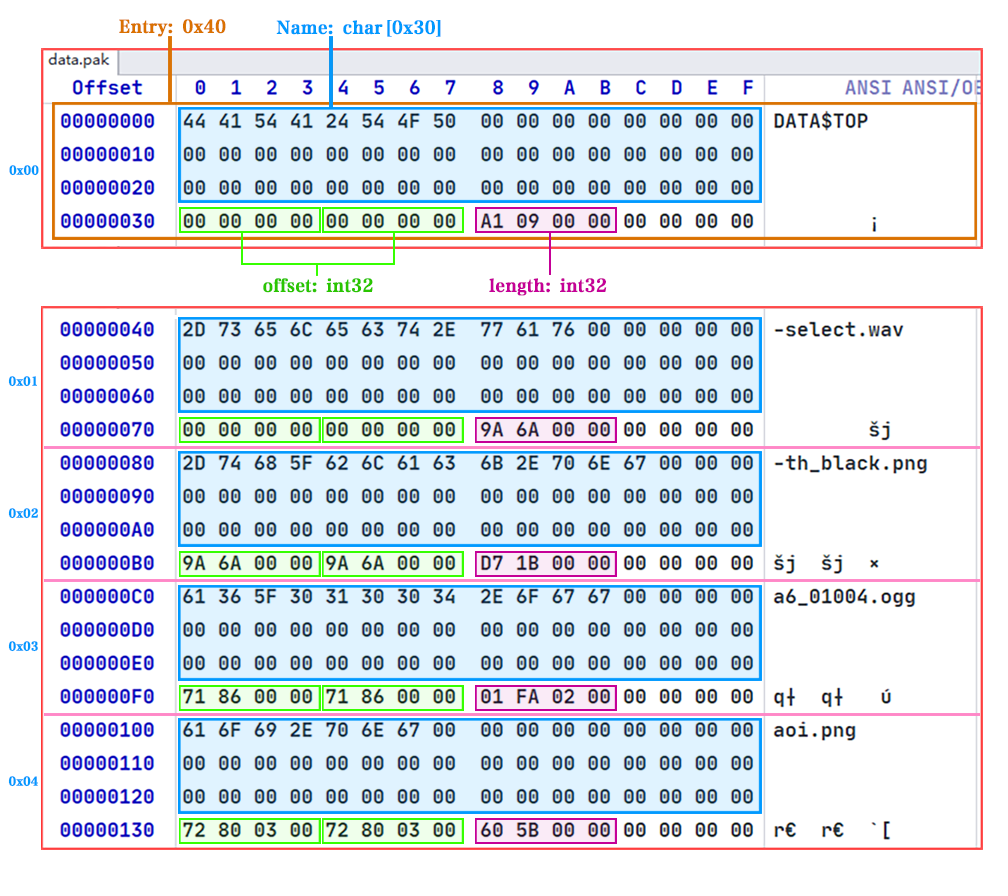 Entry: 0x40
Name: char[0x30]
data.pak
Offset 0 1 2 3 4 5 6 7 8 9 A B C D E F ANSI ANSI/OE
0x00
00000000 44 41 54 41 24 54 4F 50 00 00 00 00 00 00 00 00 DATA$TOP
00000010 00 00 00 00 00 00 00 00 00 00 00 00 00 00 00 00
00000020 00 00 00 00 00 00 00 00 00 00 00 00 00 00 00 00
00000030 00 00 00 00 00 00 00 00 A1 09 00 00 00 00 00 00 ¡
offset: int32
length: int32
0x01
00000040 2D 73 65 6C 65 63 74 2E 77 61 76 00 00 00 00 00 -select.wav
00000050 00 00 00 00 00 00 00 00 00 00 00 00 00 00 00 00
00000060 00 00 00 00 00 00 00 00 00 00 00 00 00 00 00 00
00000070 00 00 00 00 00 00 00 00 9A 6A 00 00 00 00 00 00 šj
0x02
00000080 2D 74 68 5F 62 6C 61 63 6B 2E 70 6E 67 00 00 00 -th_black.png
00000090 00 00 00 00 00 00 00 00 00 00 00 00 00 00 00 00
000000A0 00 00 00 00 00 00 00 00 00 00 00 00 00 00 00 00
000000B0 9A 6A 00 00 9A 6A 00 00 D7 1B 00 00 00 00 00 00 šj šj ×
0x03
000000C0 61 36 5F 30 31 30 30 34 2E 6F 67 67 00 00 00 00 a6_01004.ogg
000000D0 00 00 00 00 00 00 00 00 00 00 00 00 00 00 00 00
000000E0 00 00 00 00 00 00 00 00 00 00 00 00 00 00 00 00
000000F0 71 86 00 00 71 86 00 00 01 FA 02 00 00 00 00 00 q† q† ú
0x04
00000100 61 6F 69 2E 70 6E 67 00 00 00 00 00 00 00 00 00 aoi.png
00000110 00 00 00 00 00 00 00 00 00 00 00 00 00 00 00 00
00000120 00 00 00 00 00 00 00 00 00 00 00 00 00 00 00 00
00000130 72 80 03 00 72 80 03 00 60 5B 00 00 00 00 00 00 r€ r€ `[